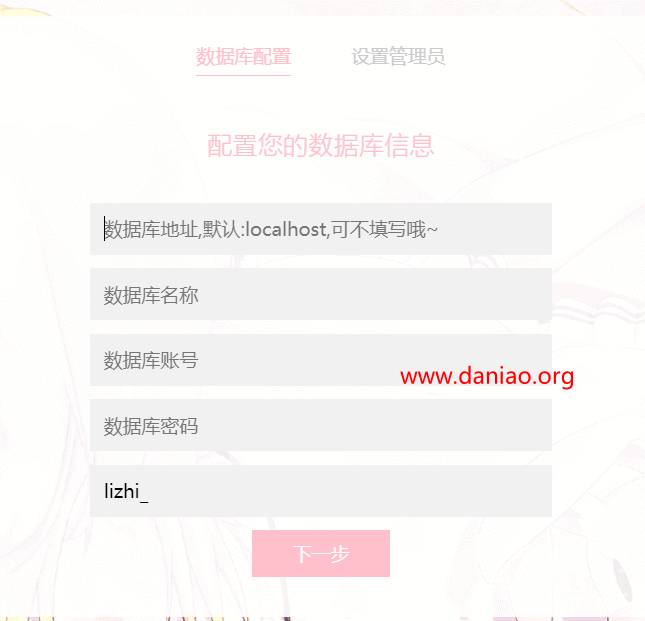 数据库配置 设置管理员
配置您的数据库信息
数据库地址,默认:localhost,可不填写哦~
数据库名称
数据库账号
www.daniao.org
数据库密码
lizhi_
下一步